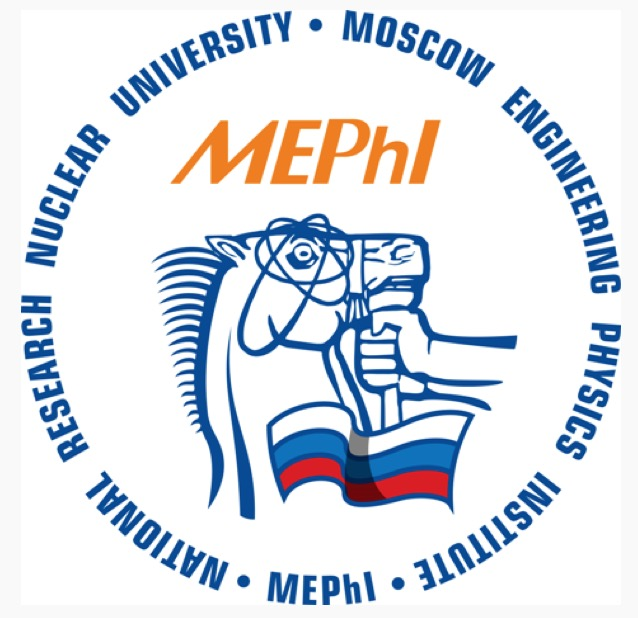 NATIONAL RESEARCH NUCLEAR UNIVERSITY • MOSCOW ENGINEERING PHYSICS INSTITUTE • MEPhI •
MEPhI